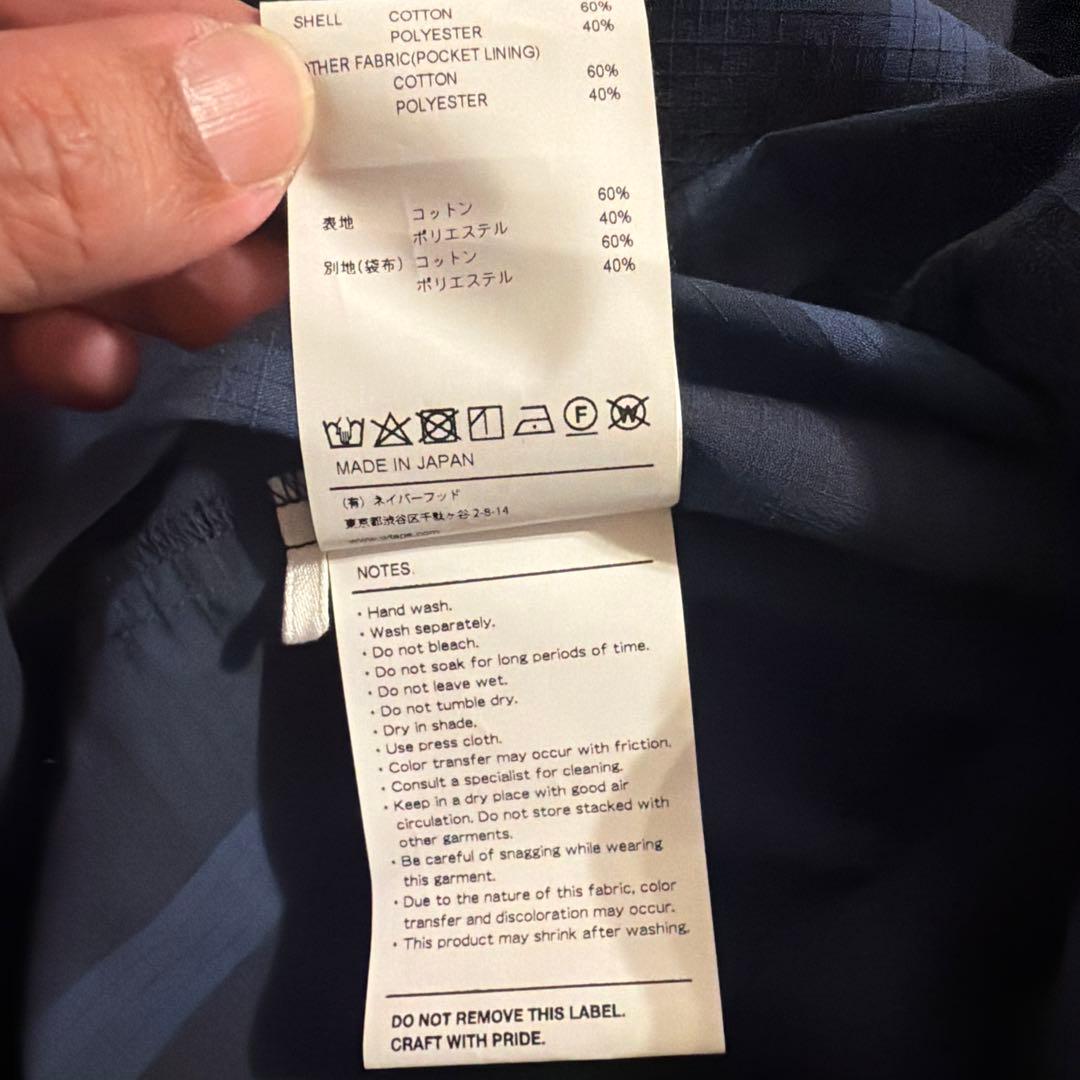 SHELL COTTON 60%
POLYESTER 40%
OTHER FABRIC(POCKET LINING)
COTTON 60%
POLYESTER 40%
表地 コットン 60%
ポリエステル 40%
別地(袋布) コットン 60%
ポリエステル 40%
F W
MADE IN JAPAN
(有) ネイバーフッド
東京都渋谷区千駄ヶ谷 2-8-14
NOTES.
・Hand wash.
・Wash separately.
・Do not bleach.
・Do not soak for long periods of time.
・Do not leave wet.
・Do not tumble dry.
・Dry in shade.
・Use press cloth.
・Color transfer may occur with friction.
・Consult a specialist for cleaning.
・Keep in a dry place with good air
circulation. Do not store stacked with
other garments.
・Be careful of snagging while wearing
this garment.
・Due to the nature of this fabric, color
transfer and discoloration may occur.
・This product may shrink after washing.
DO NOT REMOVE THIS LABEL.
CRAFT WITH PRIDE.